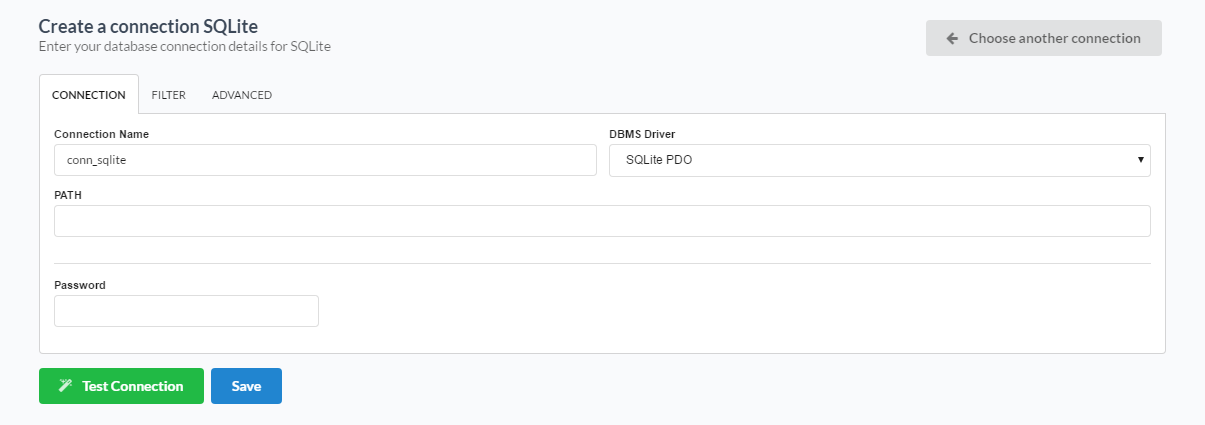 Create a connection SQLite
Enter your database connection details for SQLite
Choose another connection
CONNECTION FILTER ADVANCED
Connection Name DBMS Driver
conn_sqlite SQLite PDO
PATH
Password
Test Connection Save